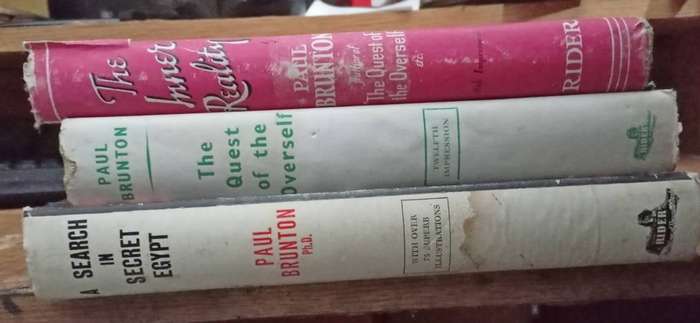 The
Inner
Reality
PAUL
BRUNTON
Author of
The Quest of
the Overself
&c.
RIDER
PAUL
BRUNTON
The
Quest
of the
Overself
TWELFTH
IMPRESSION
RIDER
A SEARCH
IN
SECRET
EGYPT
PAUL
BRUNTON
Ph.D.
WITH OVER
75 SUPERB
ILLUSTRATIONS
RIDER